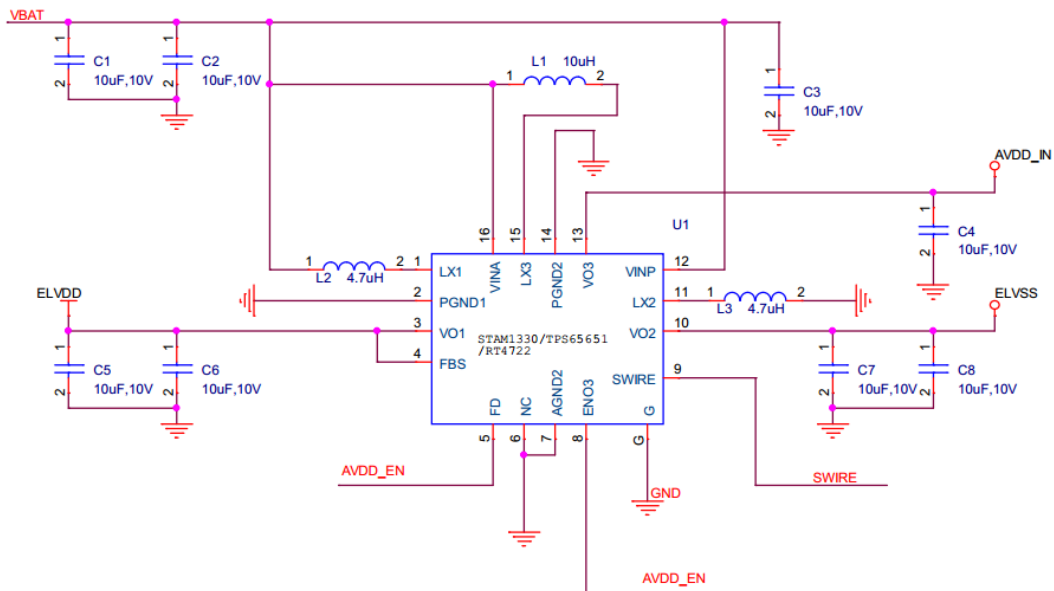 VBAT
1
C1
10uF,10V
2
1
C2
10uF,10V
2
L1 10uH
1 2
1
C3
10uF,10V
2
AVDD_IN
1
C4
10uF,10V
2
U1
16 15 14 13
VINA LX3 PGND2 VO3
1 2 1 LX1
L2 4.7uH
2 PGND1
3 VO1
4 FBS
VINP 12
LX2 11 1 2
L3 4.7uH
VO2 10
SWIRE 9
STAM1330/TPS65651
/RT4722
ELVDD
ELVSS
1
C5
10uF,10V
2
1
C6
10uF,10V
2
1
C7
10uF,10V
2
1
C8
10uF,10V
2
FD NC AGND2 ENO3 G
5 6 7 8 G
AVDD_EN
GND
SWIRE
AVDD_EN